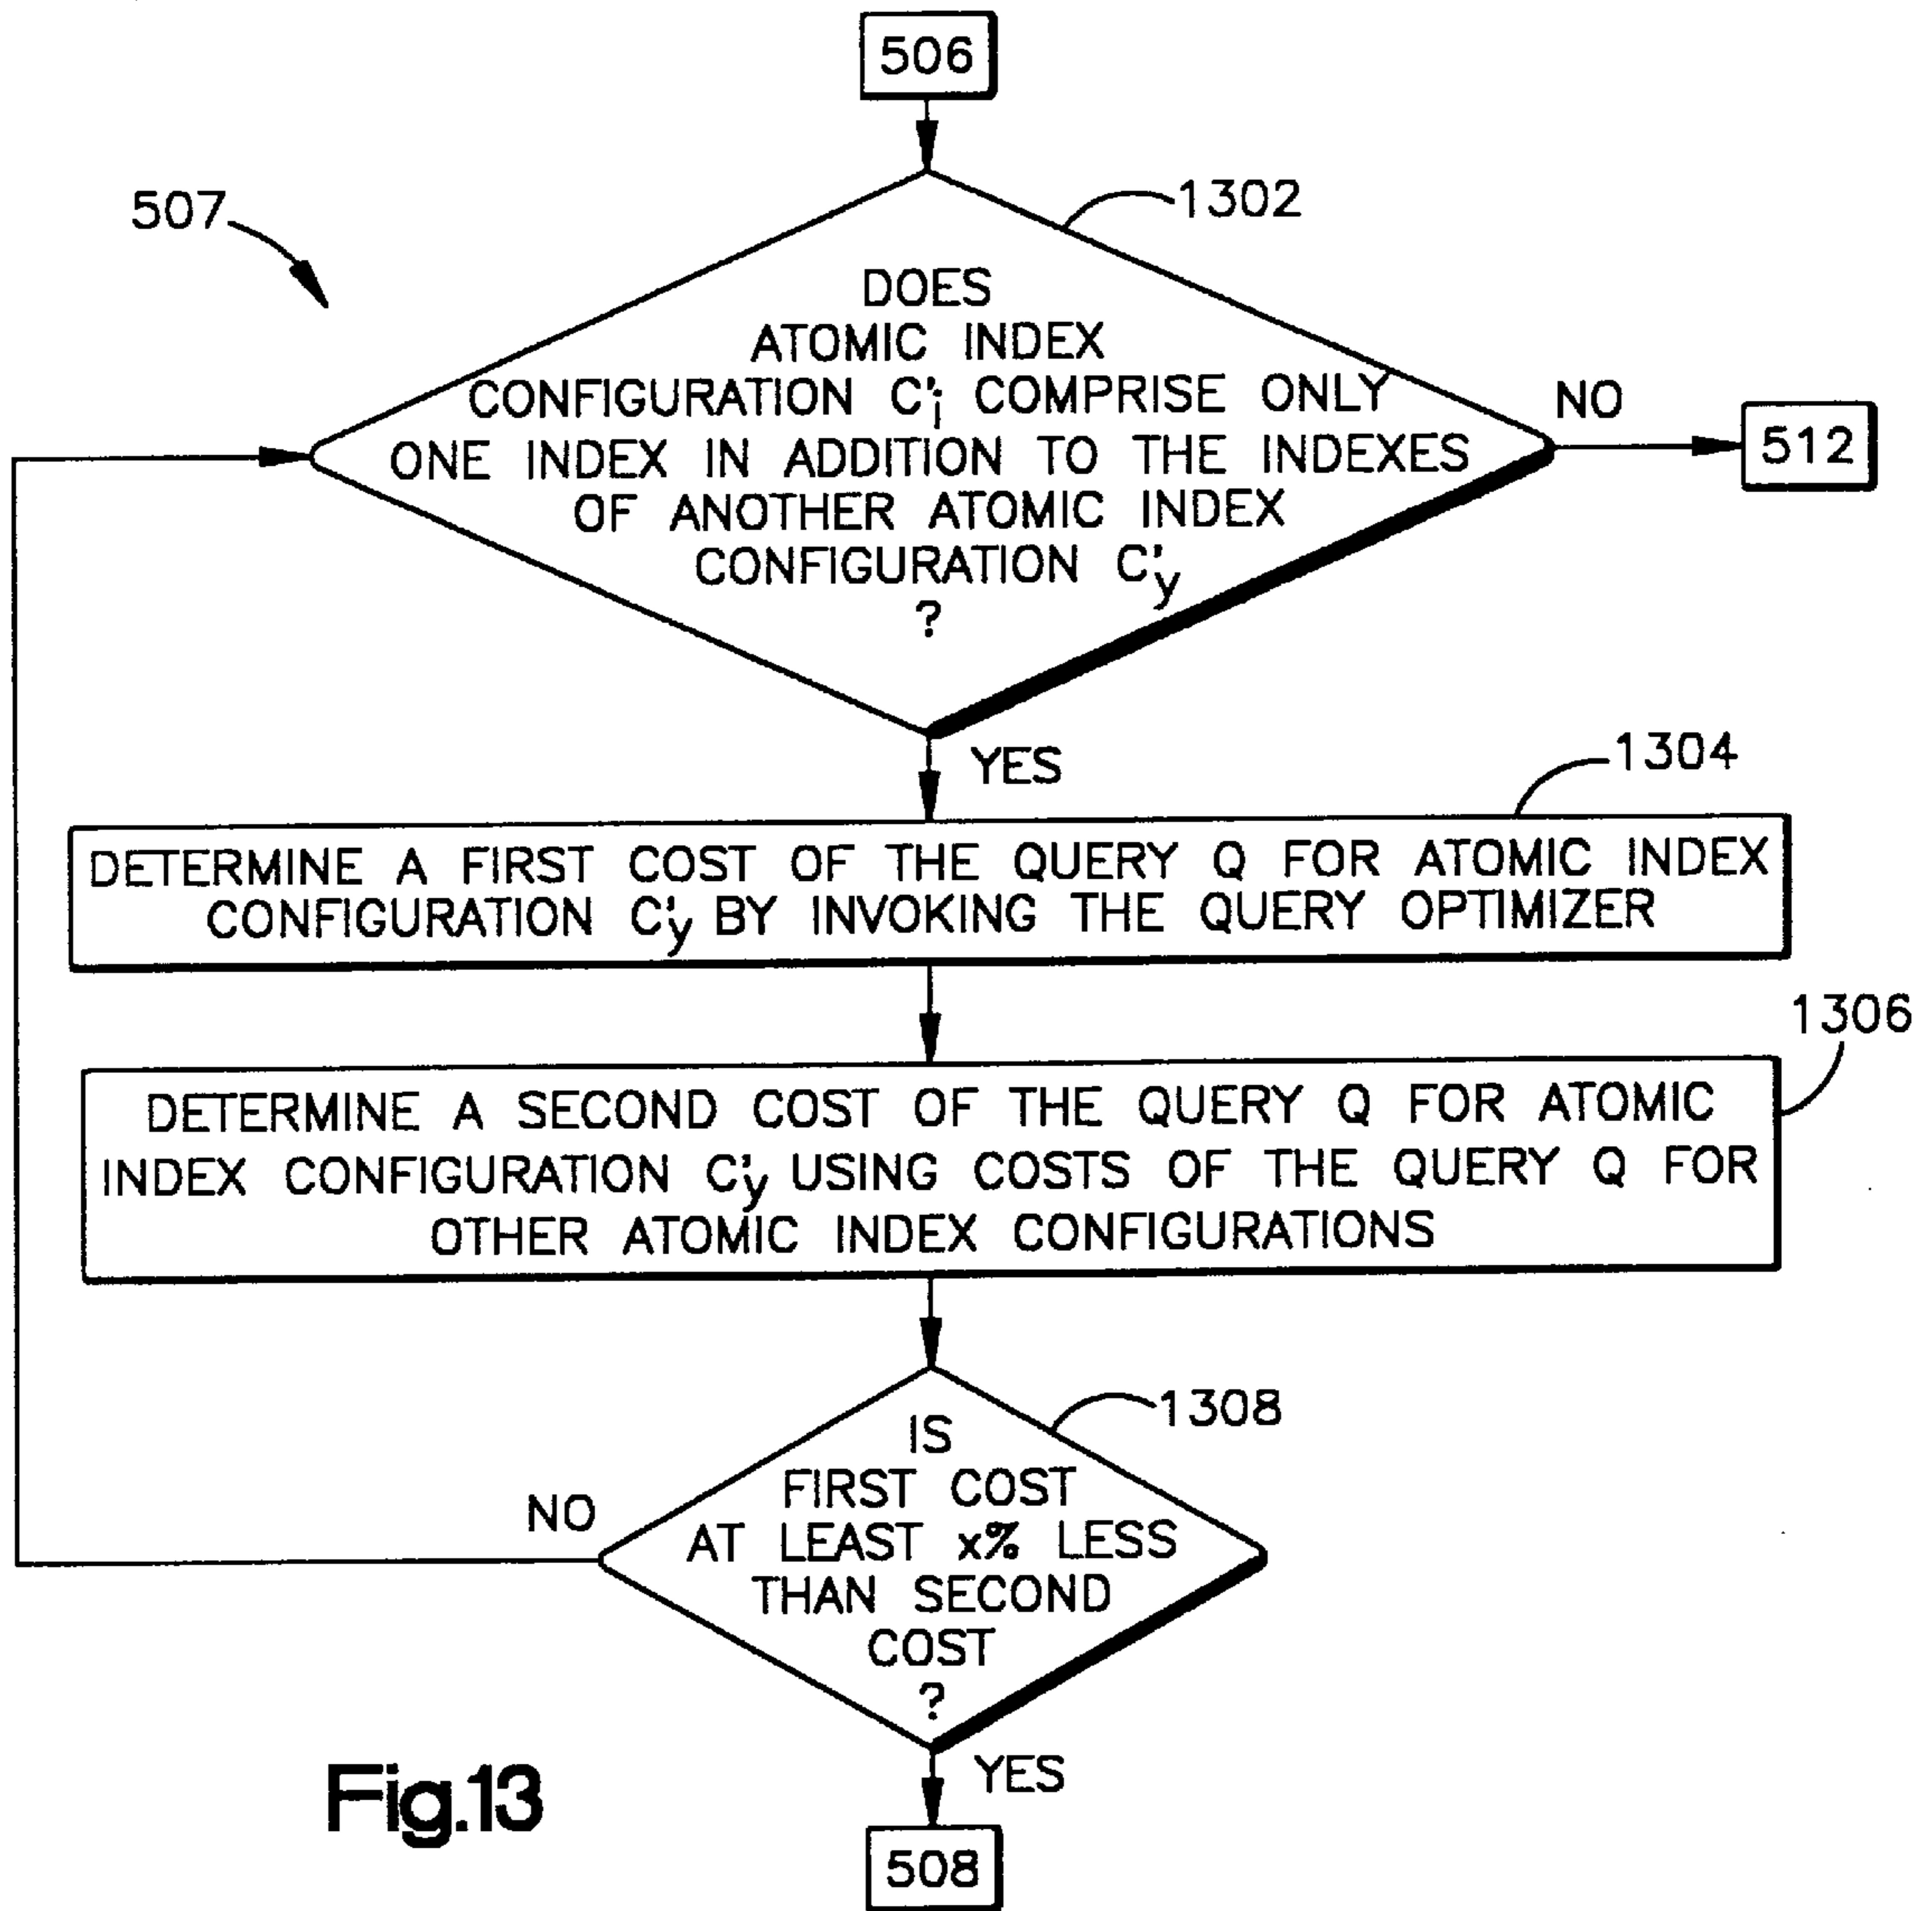 506
507
1302
DOES
ATOMIC INDEX
CONFIGURATION C'i COMPRISE ONLY
ONE INDEX IN ADDITION TO THE INDEXES
OF ANOTHER ATOMIC INDEX
CONFIGURATION C'y
?
NO
512
YES
1304
DETERMINE A FIRST COST OF THE QUERY Q FOR ATOMIC INDEX
CONFIGURATION C'y BY INVOKING THE QUERY OPTIMIZER
1306
DETERMINE A SECOND COST OF THE QUERY Q FOR ATOMIC
INDEX CONFIGURATION C'y USING COSTS OF THE QUERY Q FOR
OTHER ATOMIC INDEX CONFIGURATIONS
1308
IS
FIRST COST
AT LEAST x% LESS
THAN SECOND
COST
?
NO
YES
508
Fig.13